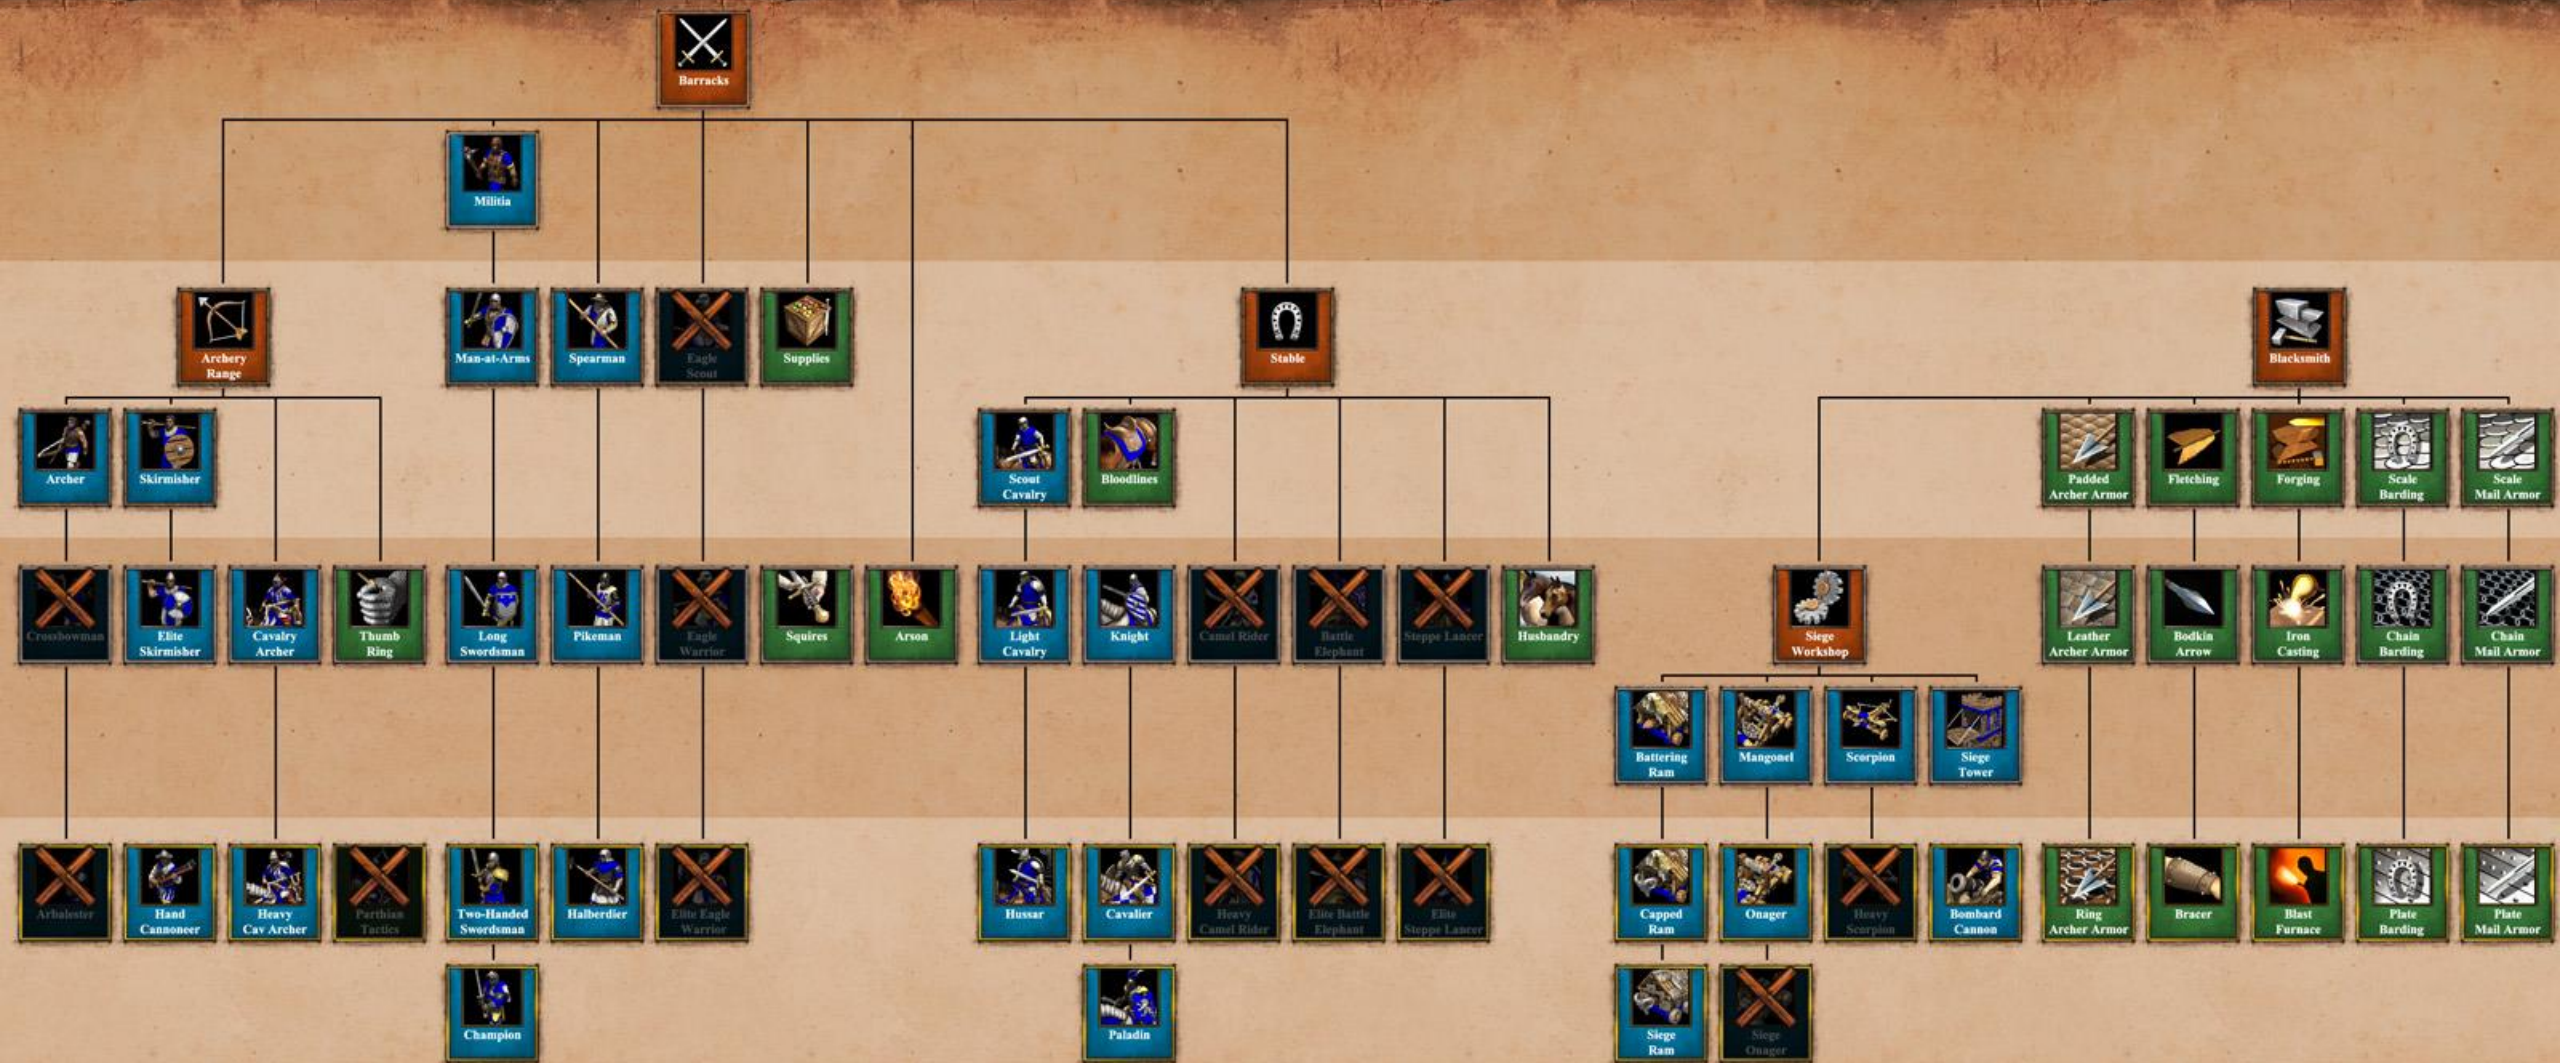 Barracks
Militia
Archery
Range
Man-at-Arms
Spearman
Eagle
Scout
Supplies
Stable
Blacksmith
Archer
Skirmisher
Scout
Cavalry
Bloodlines
Padded
Archer Armor
Fletching
Forging
Scale
Barding
Scale
Mail Armor
Crossbowman
Elite
Skirmisher
Cavalry
Archer
Thumb
Ring
Long
Swordsman
Pikeman
Eagle
Warrior
Squires
Arson
Light
Cavalry
Knight
Camel Rider
Battle
Elephant
Steppe Lancer
Husbandry
Siege
Workshop
Leather
Archer Armor
Bodkin
Arrow
Iron
Casting
Chain
Barding
Chain
Mail Armor
Battering
Ram
Mangonel
Scorpion
Siege
Tower
Arbalester
Hand
Cannoneer
Heavy
Cav Archer
Parthian
Tactics
Two-Handed
Swordsman
Halberdier
Elite Eagle
Warrior
Hussar
Cavalier
Heavy
Camel Rider
Elite Battle
Elephant
Elite
Steppe Lancer
Capped
Ram
Onager
Heavy
Scorpion
Bombard
Cannon
Ring
Archer Armor
Bracer
Blast
Furnace
Plate
Barding
Plate
Mail Armor
Champion
Paladin
Siege
Ram
Siege
Onager